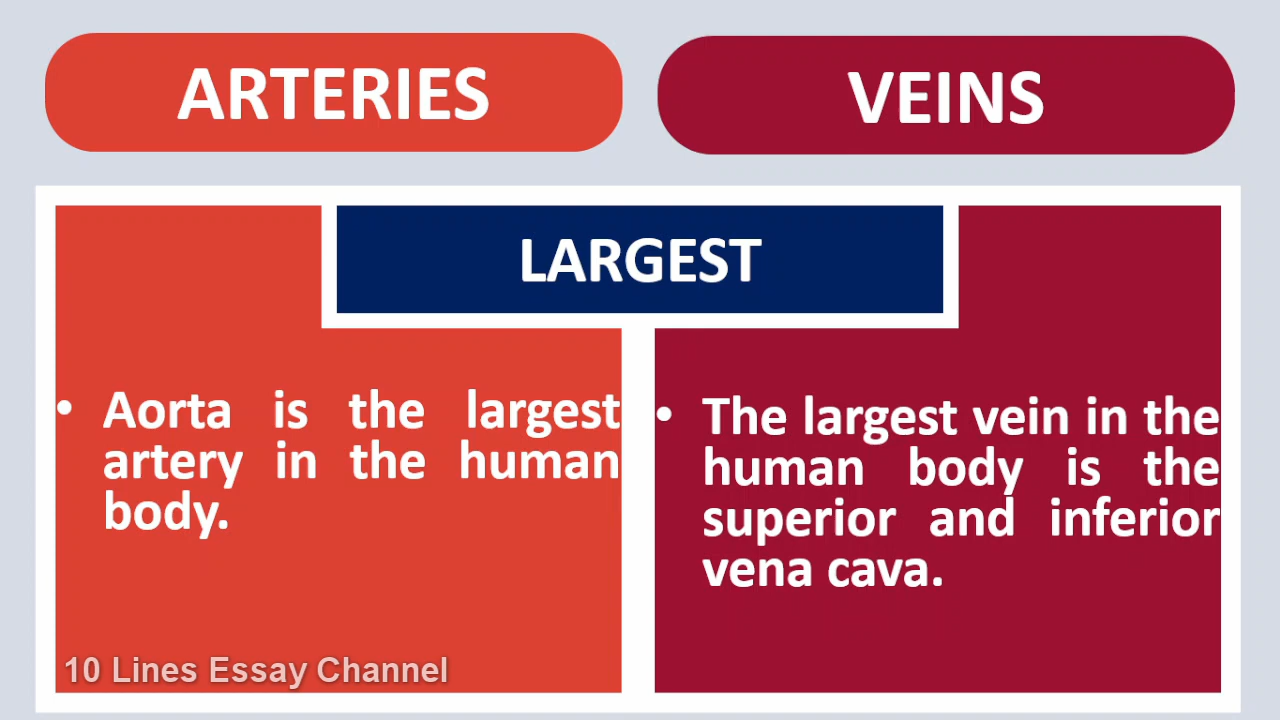 ARTERIES
VEINS
LARGEST
• Aorta is the largest
artery in the human
body.
• The largest vein in the
human body is the
superior and inferior
vena cava.
10 Lines Essay Channel